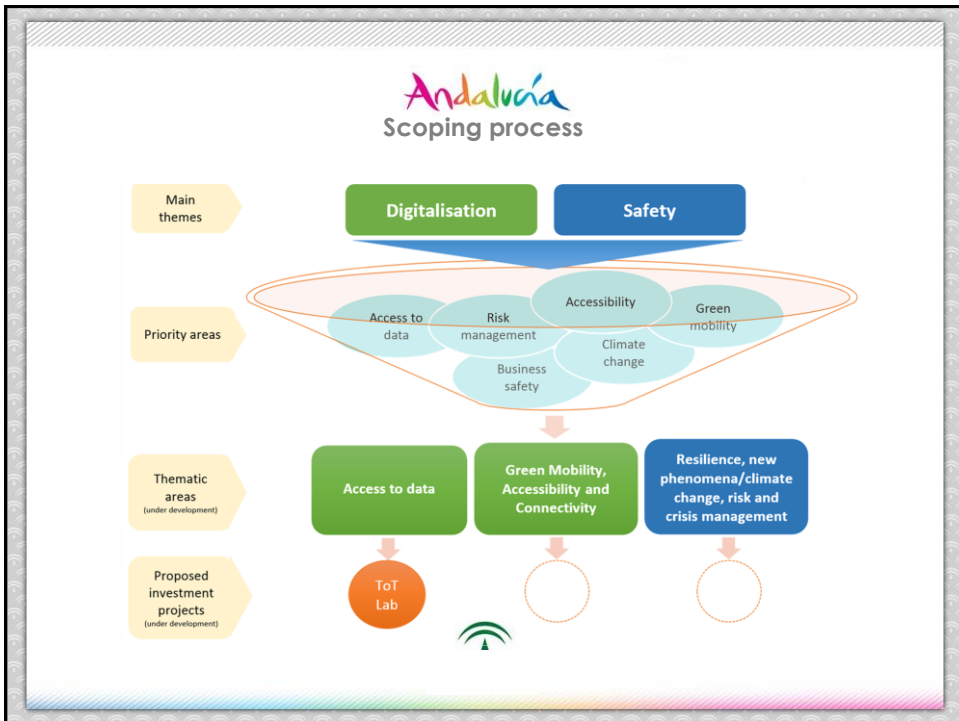 Andalucía
Scoping process
Main
themes
Digitalisation
Safety
Priority areas
Access to
data
Risk
management
Accessibility
Green
mobility
Climate
change
Business
safety
Thematic
areas
(under development)
Access to data
Green Mobility,
Accessibility and
Connectivity
Resilience, new
phenomena/climate
change, risk and
crisis management
Proposed
investment
projects
(under development)
ToT
Lab